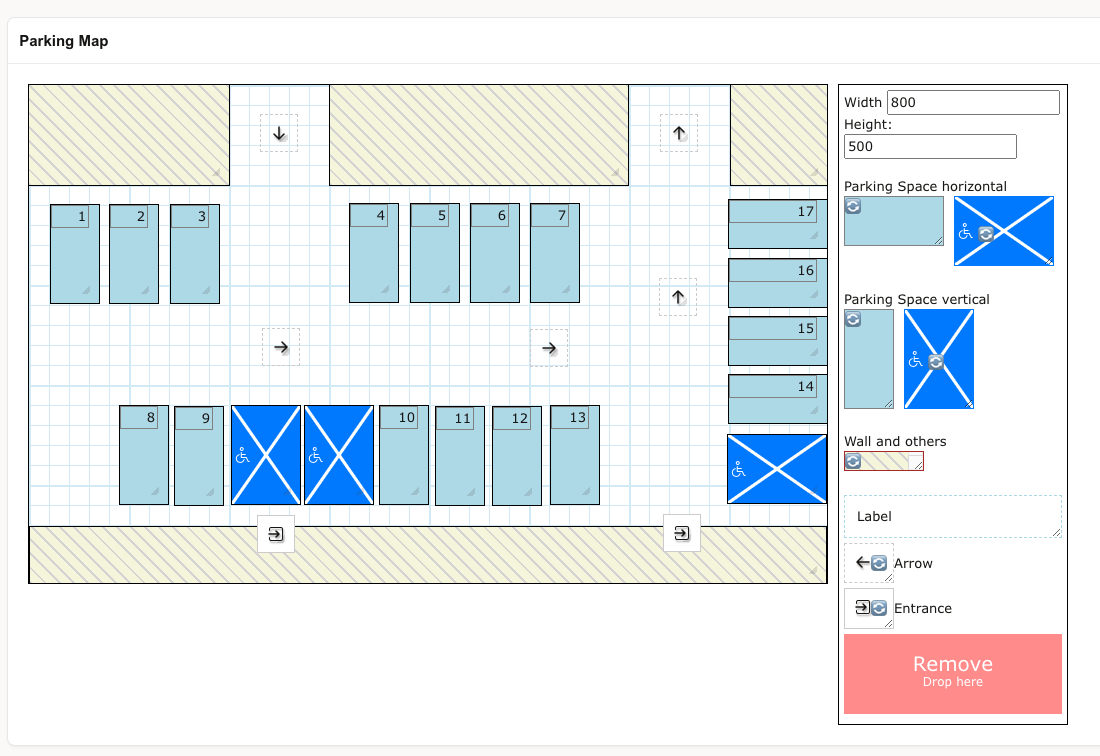 Parking Map
Width 800
Height:
500
Parking Space horizontal
1 2 3 4 5 6 7 17
16
15
14
Parking Space vertical
8 9 10 11 12 13
Wall and others
Label
Arrow
Entrance
Remove
Drop here